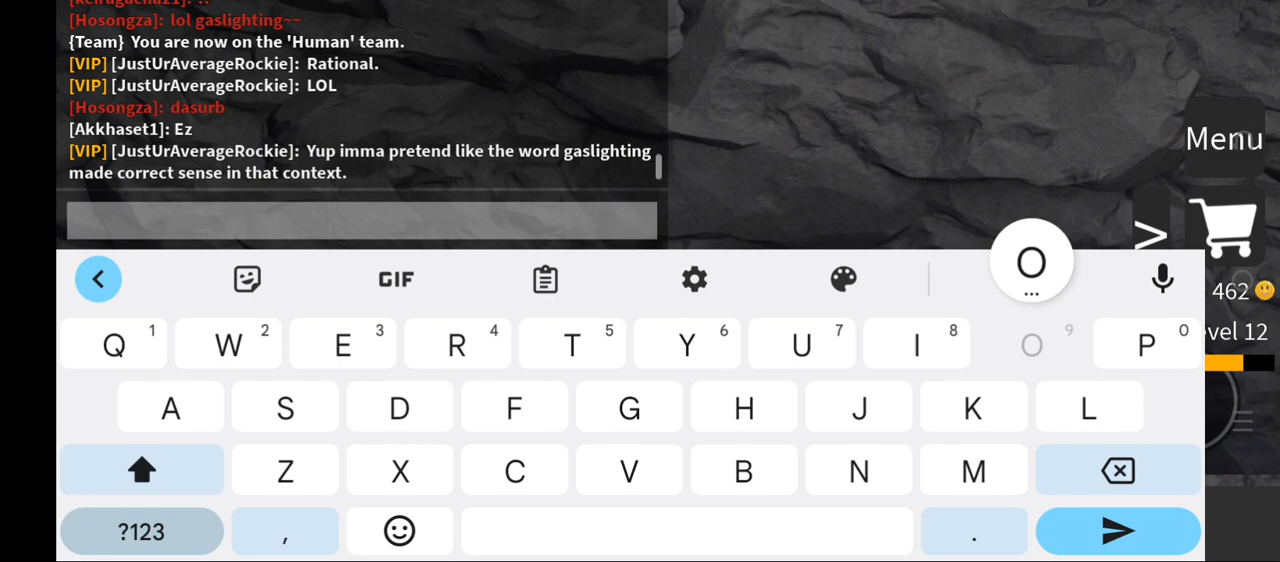 [Hosongza]: lol gaslighting~~
{Team} You are now on the 'Human' team.
[VIP] [JustUrAverageRockie]: Rational.
[VIP] [JustUrAverageRockie]: LOL
[Hosongza]: dasurb
[Akkhaset1]: Ez
[VIP] [JustUrAverageRockie]: Yup imma pretend like the word gaslighting
made correct sense in that context.
Menu
>
462
evel 12
O
...
GIF
Q 1 W 2 E 3 R 4 T 5 Y 6 U 7 I 8 O 9 P 0
A S D F G H J K L
Z X C V B N M
?123 , .